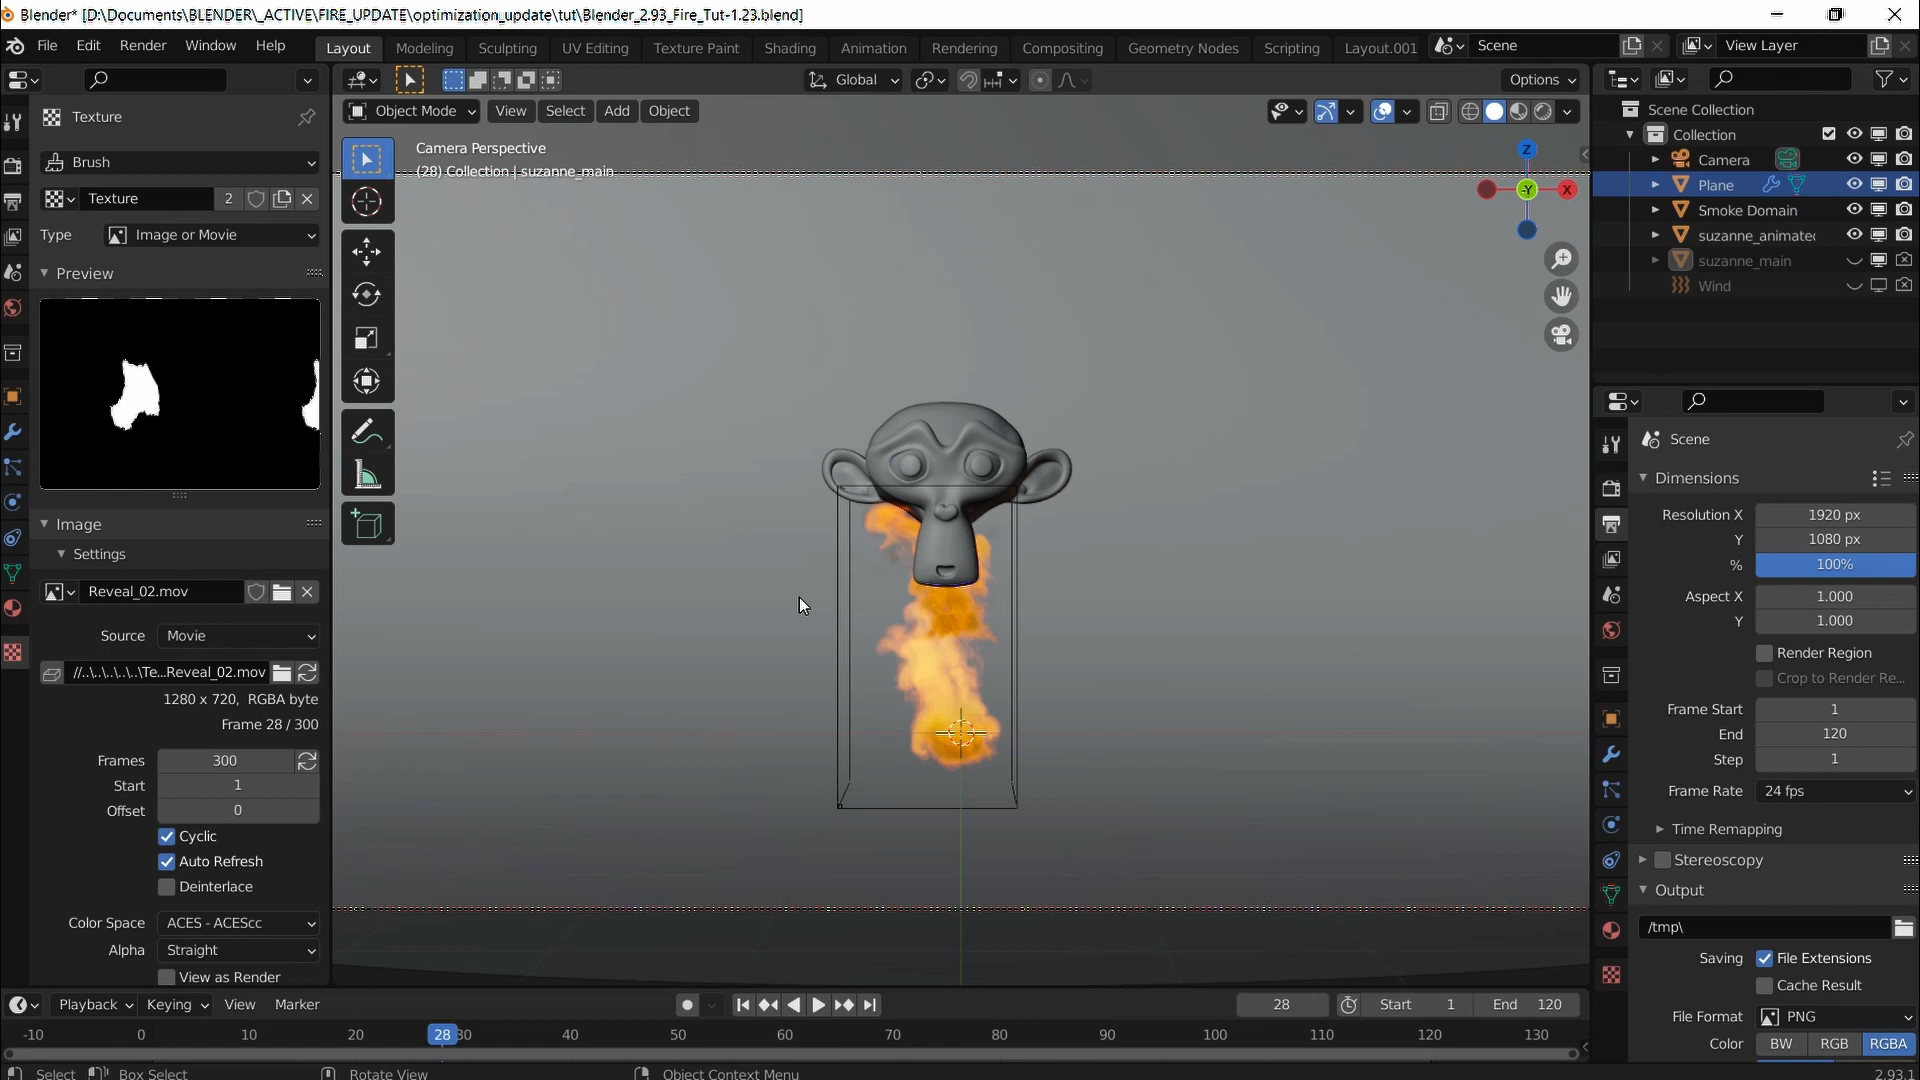 Blender* [D:\Documents\BLENDER\_ACTIVE\FIRE_UPDATE\optimization_update\tut\Blender_2.93_Fire_Tut-1.23.blend]
File Edit Render Window Help
Layout Modeling Sculpting UV Editing Texture Paint Shading Animation Rendering Compositing Geometry Nodes Scripting Layout.001
Scene
View Layer
Global
Options
Object Mode View Select Add Object
Camera Perspective
(28) Collection | suzanne_main
Z
-Y
X
Texture
Brush
Texture 2
Type Image or Movie
Preview
Image
Settings
Reveal_02.mov
Source Movie
//..\..\..\..\..\Te...Reveal_02.mov
1280 x 720, RGBA byte
Frame 28 / 300
Frames 300
Start 1
Offset 0
Cyclic
Auto Refresh
Deinterlace
Color Space ACES - ACEScc
Alpha Straight
View as Render
Scene Collection
Collection
Camera
Plane
Smoke Domain
suzanne_animated
suzanne_main
Wind
Scene
Dimensions
Resolution X 1920 px
Y 1080 px
% 100%
Aspect X 1.000
Y 1.000
Render Region
Crop to Render Re...
Frame Start 1
End 120
Step 1
Frame Rate 24 fps
Time Remapping
Stereoscopy
Output
/tmp\
Saving File Extensions
Cache Result
File Format PNG
Color BW RGB RGBA
Playback Keying View Marker
28 Start 1 End 120
-10 0 10 20 28 30 40 50 60 70 80 90 100 110 120 130
Select Box Select Rotate View Object Context Menu
2.93.1